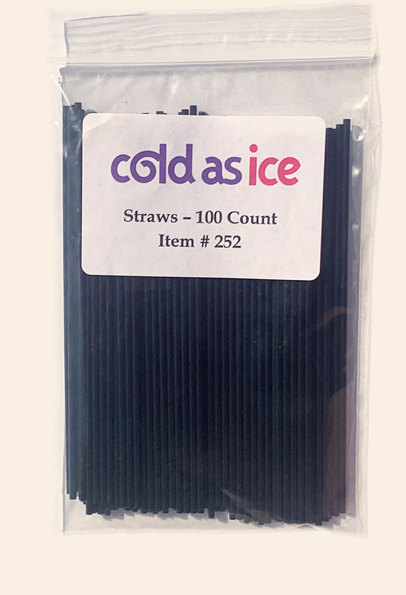 cold as ice
Straws – 100 Count
Item # 252